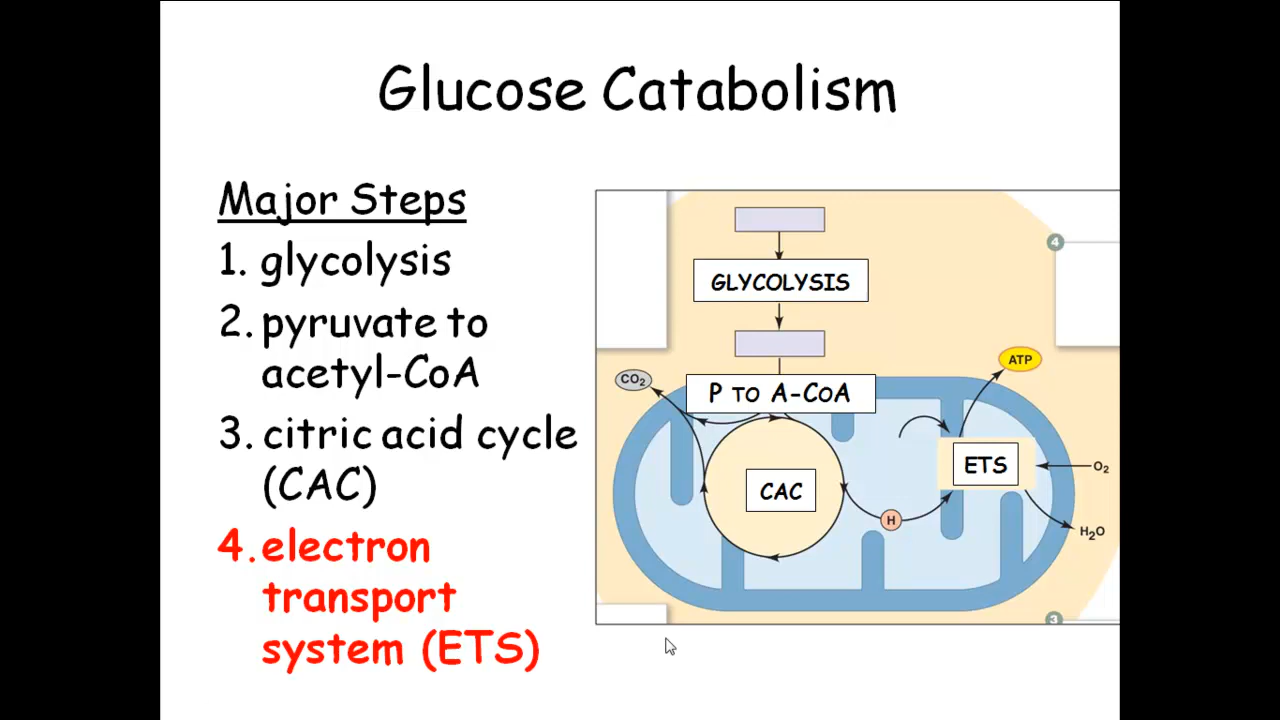 Glucose Catabolism
Major Steps
1. glycolysis
2. pyruvate to
acetyl-CoA
3. citric acid cycle
(CAC)
4. electron
transport
system (ETS)
4
GLYCOLYSIS
ATP
CO₂
P TO A-CoA
ETS
O₂
CAC
H
H₂O
3